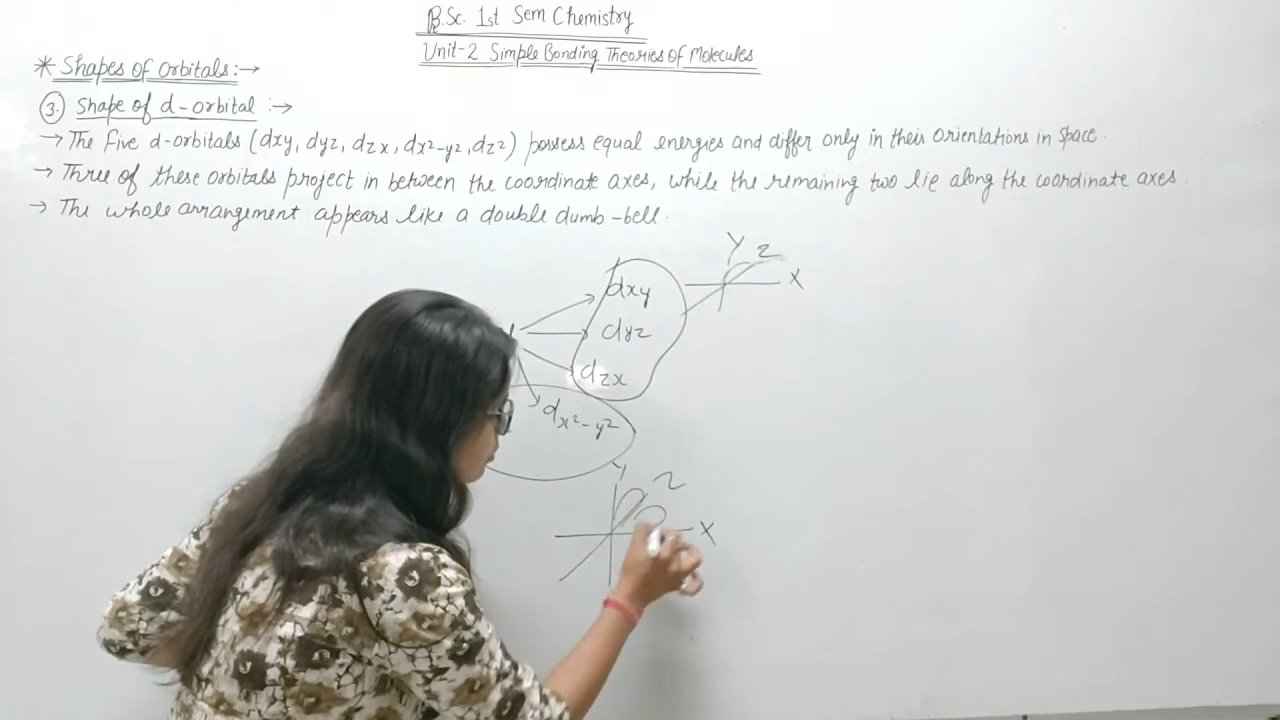 B.Sc. 1st Sem Chemistry
Unit-2 Simple Bonding Theories of Molecules
* Shapes of Orbitals:→
③. Shape of d-orbital :→
→ The five d-orbitals (dxy, dyz, dzx, dx²-y², dz²) possess equal energies and differ only in their orientations in space.
→ Three of these orbitals project in between the coordinate axes, while the remaining two lie along the coordinate axes.
→ The whole arrangement appears like a double dumb-bell.
Y Z
X
dxy
dyz
dzx
dx²-y²
Y Z
X